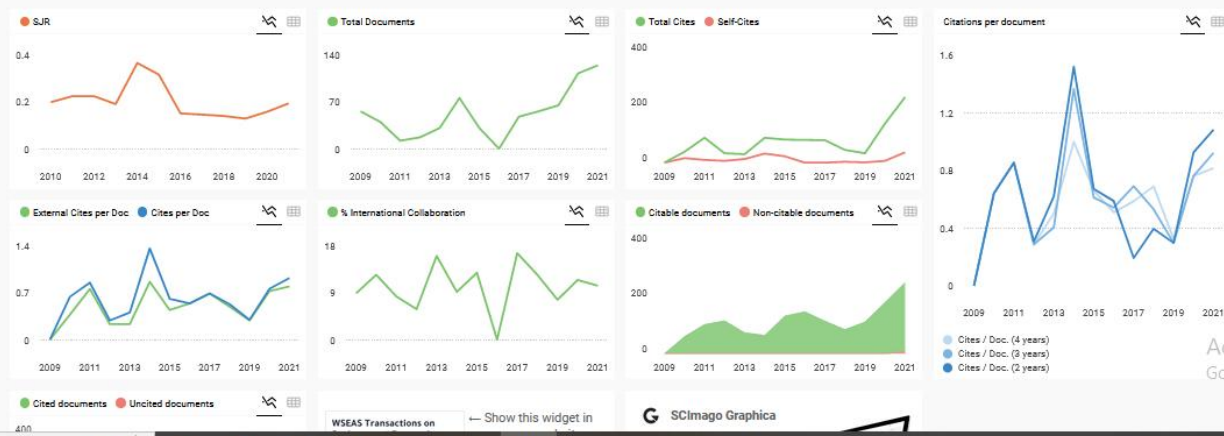 SJR
0.4
0.2
0
2010 2012 2014 2016 2018 2020
Total Documents
140
70
0
2009 2011 2013 2015 2017 2019 2021
Total Cites Self-Cites
400
200
0
2009 2011 2013 2015 2017 2019 2021
Citations per document
1.6
1.2
0.8
0.4
0
2009 2011 2013 2015 2017 2019 2021
Cites / Doc. (4 years)
Cites / Doc. (3 years)
Cites / Doc. (2 years)
External Cites per Doc Cites per Doc
1.4
0.7
0
2009 2011 2013 2015 2017 2019 2021
% International Collaboration
18
9
0
2009 2011 2013 2015 2017 2019 2021
Citable documents Non-citable documents
400
200
0
2009 2011 2013 2015 2017 2019 2021
Cited documents Uncited documents
400
WSEAS Transactions on
← Show this widget in
G SCImago Graphica